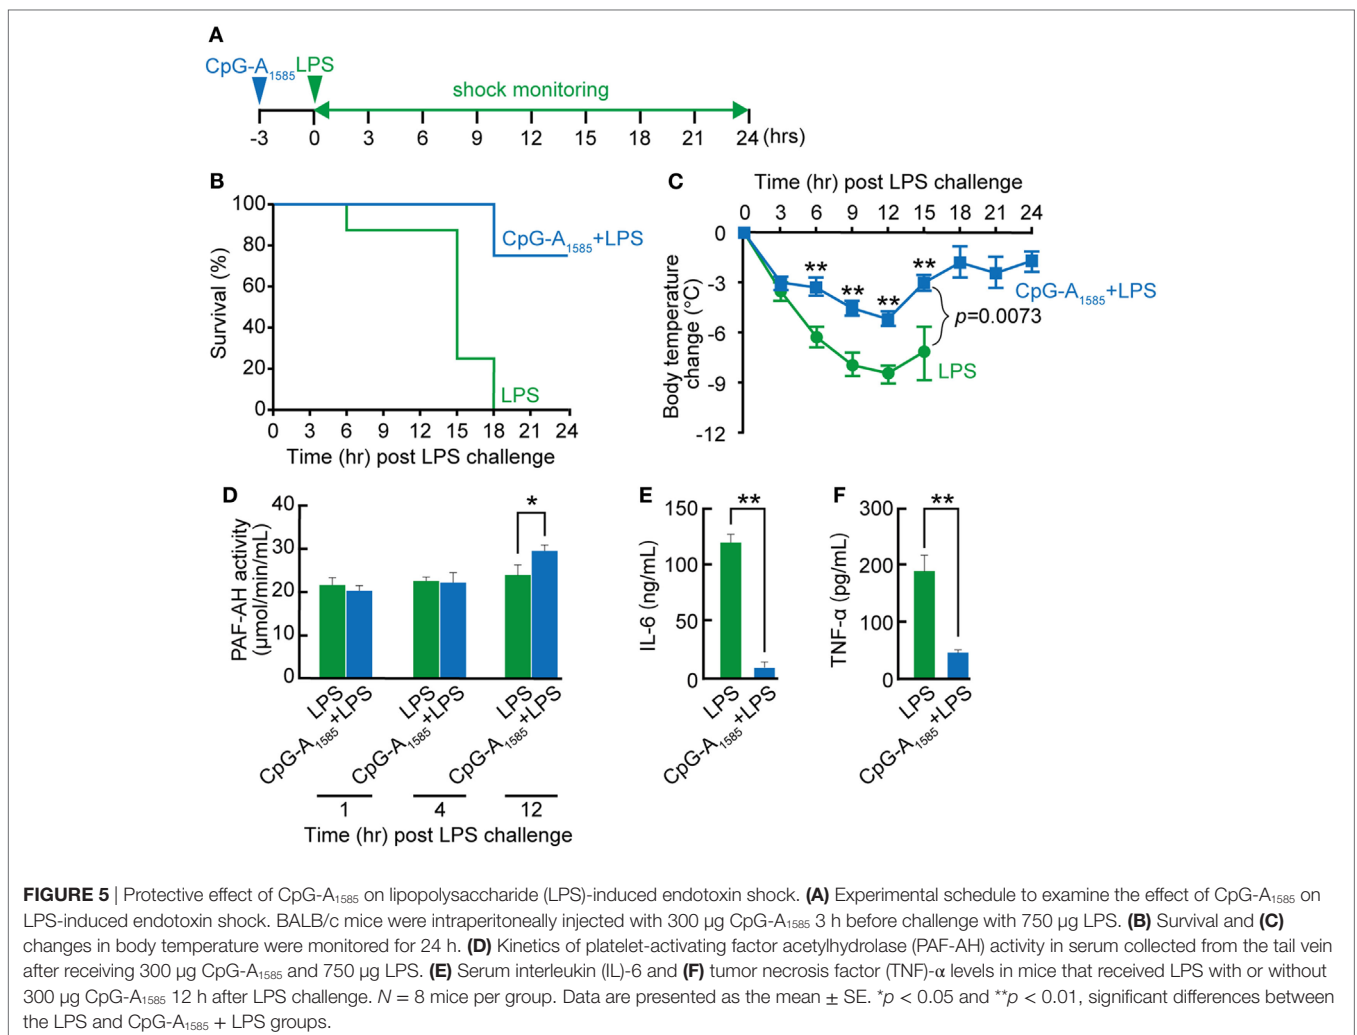 A
CpG-A1585 LPS
shock monitoring
-3 0 3 6 9 12 15 18 21 24 (hrs)
B
Survival (%)
100
80
60
40
20
0
CpG-A1585+LPS
LPS
0 3 6 9 12 15 18 21 24
Time (hr) post LPS challenge
C
Time (hr) post LPS challenge
0 3 6 9 12 15 18 21 24
Body temperature
change (°C)
0
-3
-6
-9
-12
** ** ** **
CpG-A1585+LPS
p=0.0073
LPS
D
PAF-AH activity
(µmol/min/mL)
40
30
20
10
0
*
LPS CpG-A1585+LPS LPS CpG-A1585+LPS LPS CpG-A1585+LPS
1 4 12
Time (hr) post LPS challenge
E
IL-6 (ng/mL)
150
100
50
0
**
LPS CpG-A1585+LPS
F
TNF-α (pg/mL)
300
200
100
0
**
LPS CpG-A1585+LPS
FIGURE 5 | Protective effect of CpG-A1585 on lipopolysaccharide (LPS)-induced endotoxin shock. (A) Experimental schedule to examine the effect of CpG-A1585 on
LPS-induced endotoxin shock. BALB/c mice were intraperitoneally injected with 300 µg CpG-A1585 3 h before challenge with 750 µg LPS. (B) Survival and (C)
changes in body temperature were monitored for 24 h. (D) Kinetics of platelet-activating factor acetylhydrolase (PAF-AH) activity in serum collected from the tail vein
after receiving 300 µg CpG-A1585 and 750 µg LPS. (E) Serum interleukin (IL)-6 and (F) tumor necrosis factor (TNF)-α levels in mice that received LPS with or without
300 µg CpG-A1585 12 h after LPS challenge. N = 8 mice per group. Data are presented as the mean ± SE. *p < 0.05 and **p < 0.01, significant differences between
the LPS and CpG-A1585 + LPS groups.